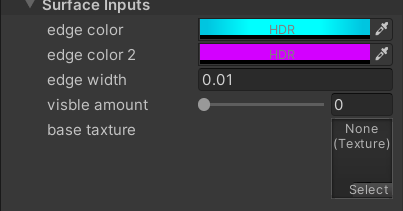 Surface Inputs
edge color HDR
edge color 2 HDR
edge width 0.01
visble amount 0
base taxture None
(Texture)
Select